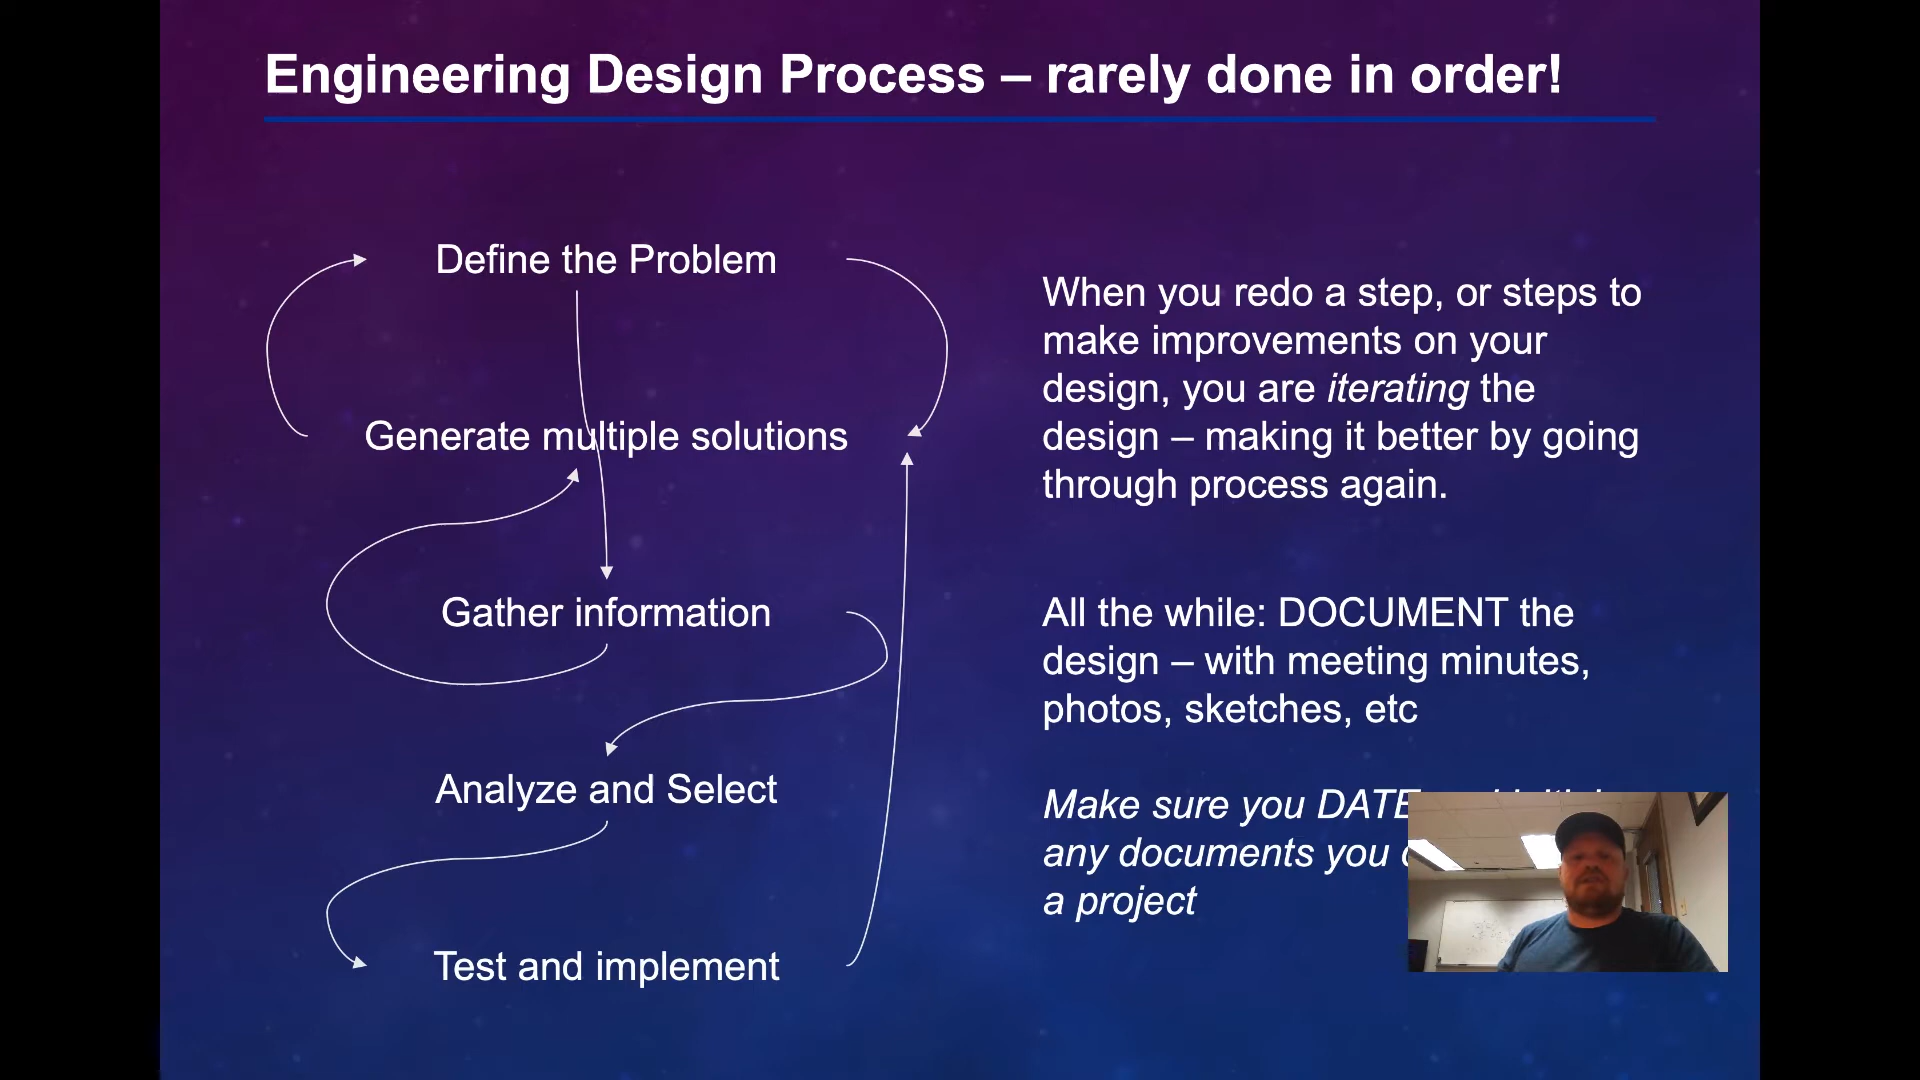 Engineering Design Process – rarely done in order!
Define the Problem
Generate multiple solutions
Gather information
Analyze and Select
Test and implement
When you redo a step, or steps to
make improvements on your
design, you are iterating the
design – making it better by going
through process again.
All the while: DOCUMENT the
design – with meeting minutes,
photos, sketches, etc
Make sure you DATE
any documents you
a project